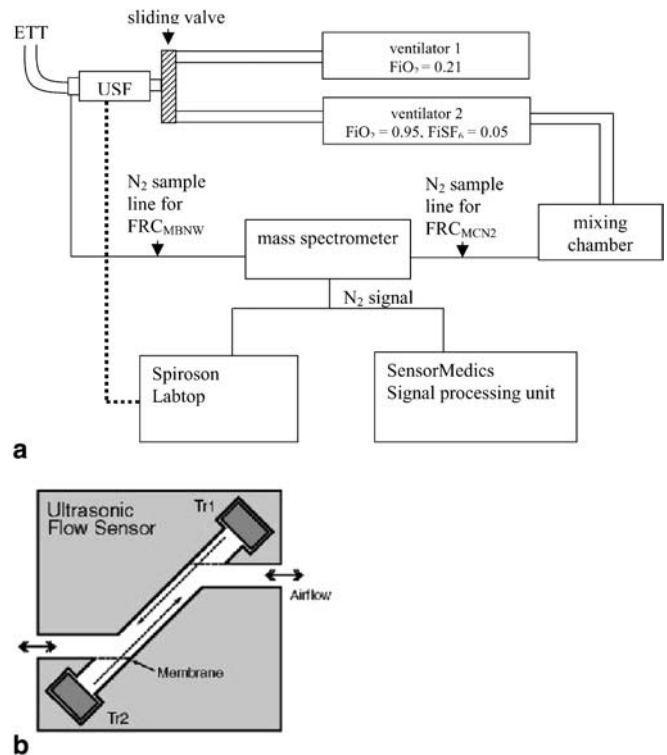 sliding valve
ETT
USF
ventilator 1
FiO₂ = 0.21
ventilator 2
FiO₂ = 0.95, FiSF₆ = 0.05
N₂ sample
line for
FRC_MBNW
N₂ sample
line for
FRC_MCN2
mixing
chamber
mass spectrometer
N₂ signal
Spiroson
Labtop
SensorMedics
Signal processing unit
a
Ultrasonic
Flow Sensor
Tr1
Airflow
Membrane
Tr2
b